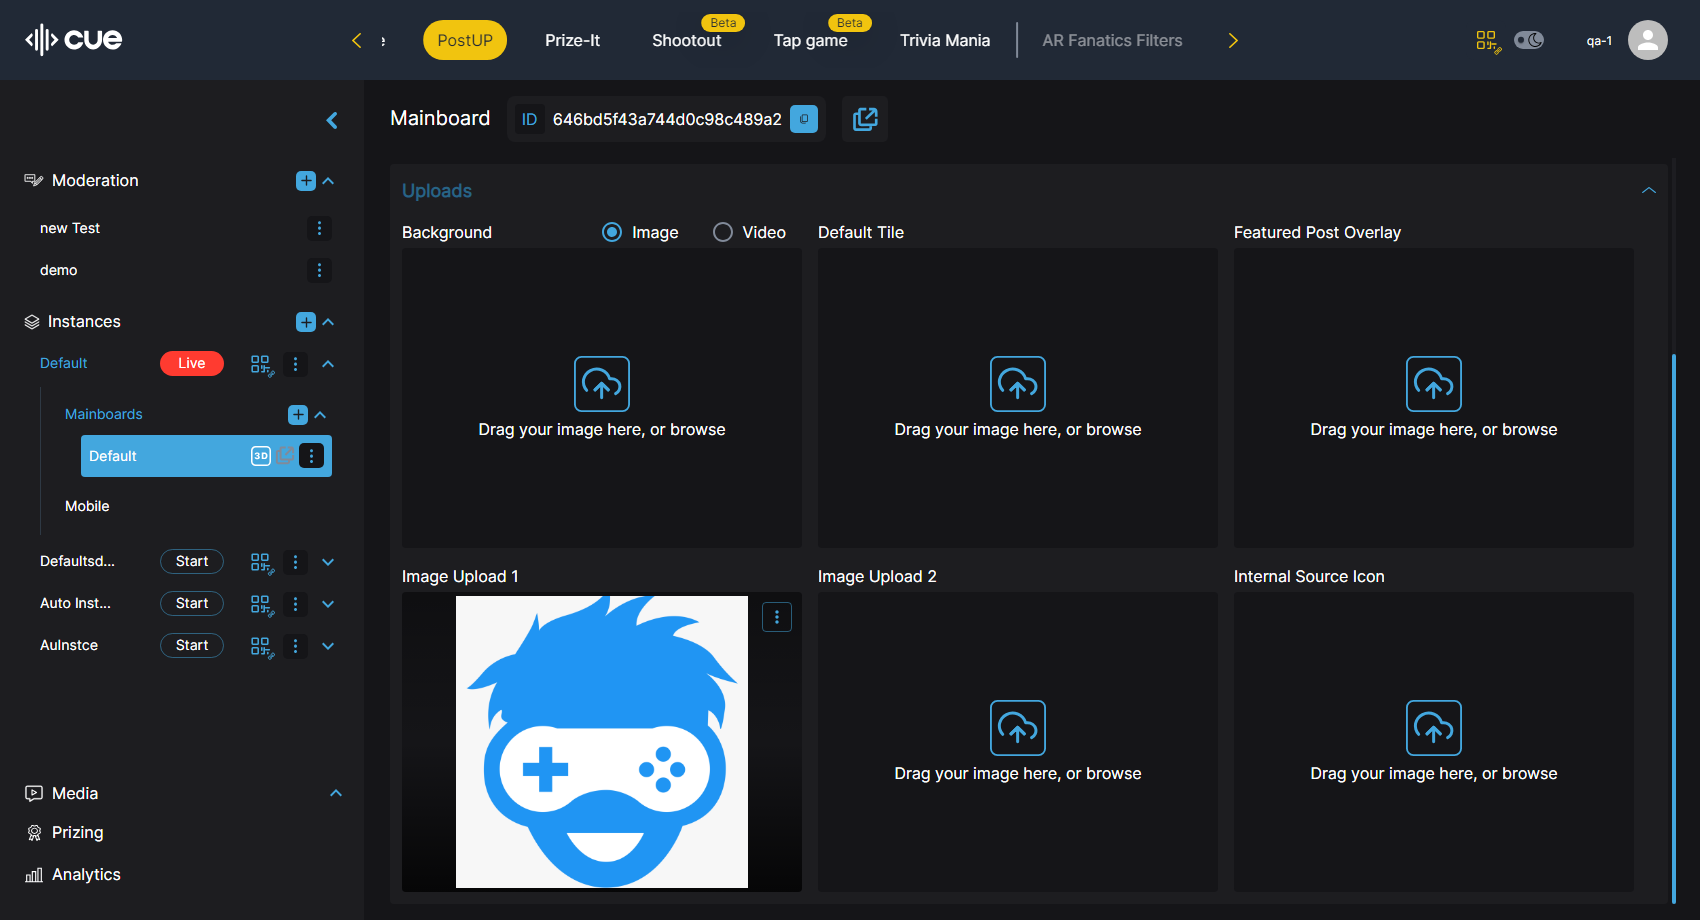 cue
e
PostUP
Prize-It
Shootout
Beta
Tap game
Beta
Trivia Mania
AR Fanatics Filters
qa-1
Mainboard
ID 646bd5f43a744d0c98c489a2
Moderation
new Test
demo
Instances
Default
Live
Mainboards
Default
3D
Mobile
Defaultsd...
Start
Auto Inst...
Start
AuInstce
Start
Media
Prizing
Analytics
Uploads
Background
Image
Video
Default Tile
Featured Post Overlay
Drag your image here, or browse
Drag your image here, or browse
Drag your image here, or browse
Image Upload 1
Image Upload 2
Internal Source Icon
Drag your image here, or browse
Drag your image here, or browse